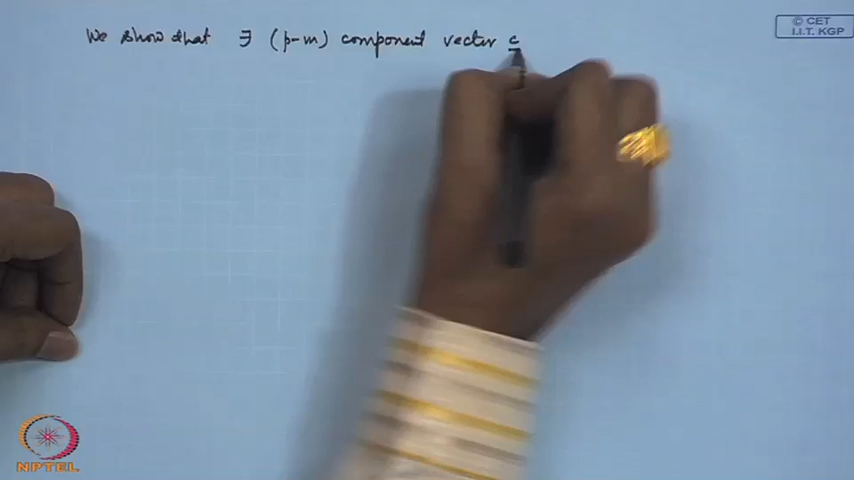 We show that ∃ (p-m) component vector c
© CET
I.I.T. KGP
NPTEL